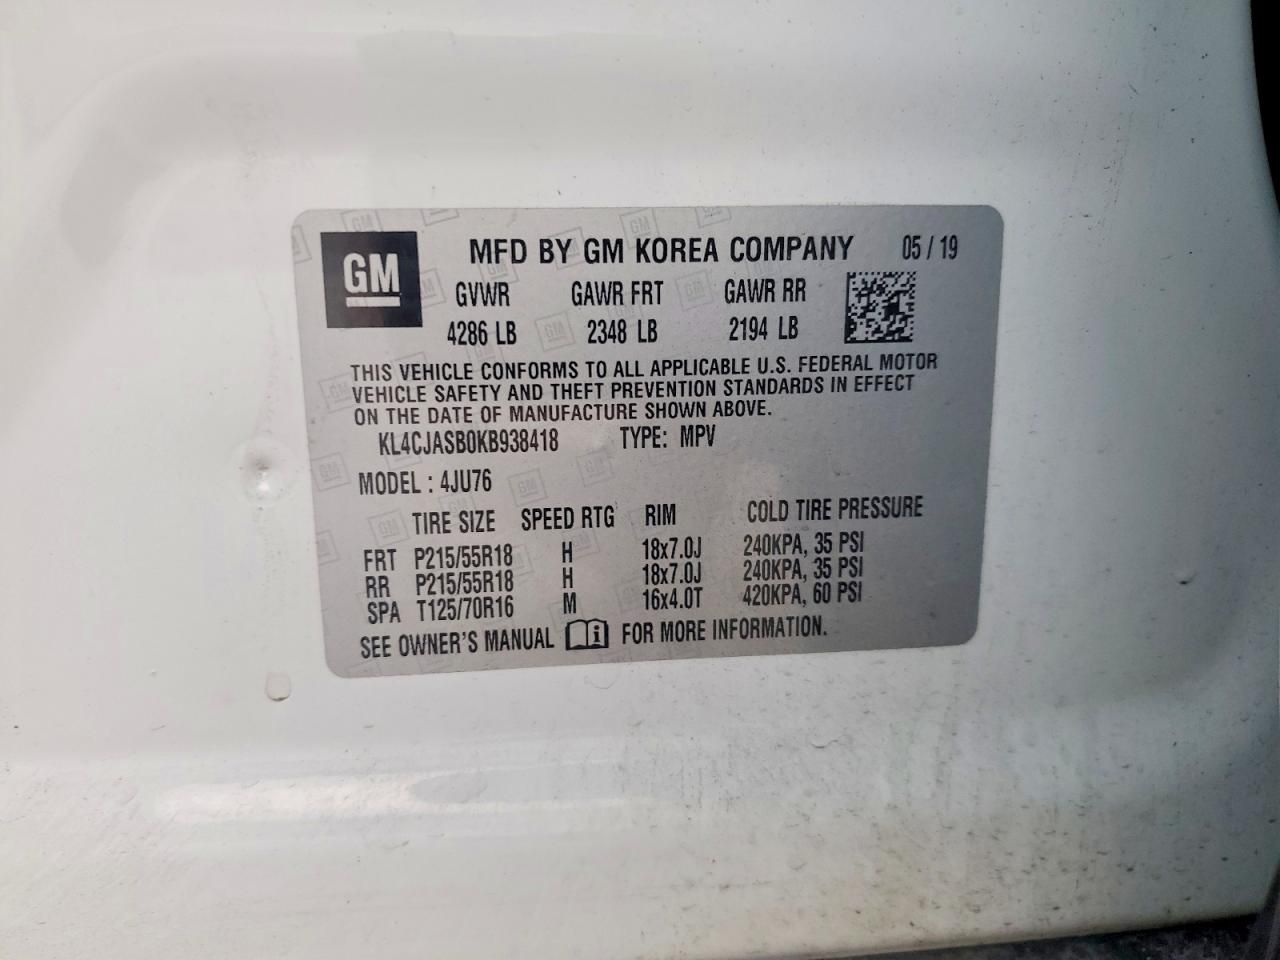 GM
MFD BY GM KOREA COMPANY 05 / 19
GVWR GAWR FRT GAWR RR
4286 LB 2348 LB 2194 LB
THIS VEHICLE CONFORMS TO ALL APPLICABLE U.S. FEDERAL MOTOR
VEHICLE SAFETY AND THEFT PREVENTION STANDARDS IN EFFECT
ON THE DATE OF MANUFACTURE SHOWN ABOVE.
KL4CJASB0KB938418 TYPE: MPV
MODEL : 4JU76
TIRE SIZE SPEED RTG RIM COLD TIRE PRESSURE
FRT P215/55R18 H 18x7.0J 240KPA, 35 PSI
RR P215/55R18 H 18x7.0J 240KPA, 35 PSI
SPA T125/70R16 M 16x4.0T 420KPA, 60 PSI
SEE OWNER'S MANUAL FOR MORE INFORMATION.